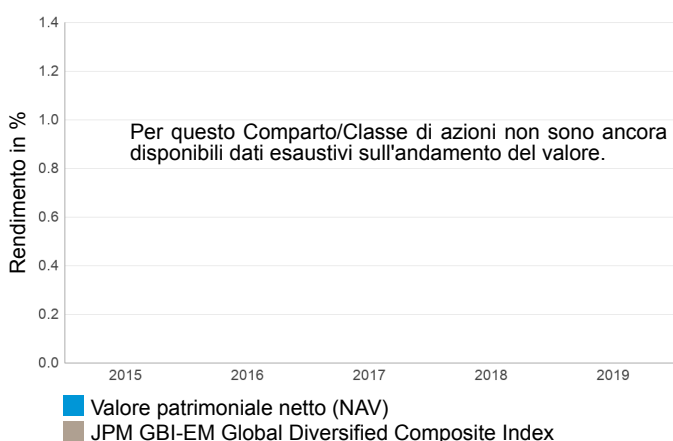 1.4
1.2
1.0
0.8
0.6
0.4
0.2
0.0
Rendimento in %
Per questo Comparto/Classe di azioni non sono ancora
disponibili dati esaustivi sull'andamento del valore.
2015 2016 2017 2018 2019
Valore patrimoniale netto (NAV)
JPM GBI-EM Global Diversified Composite Index